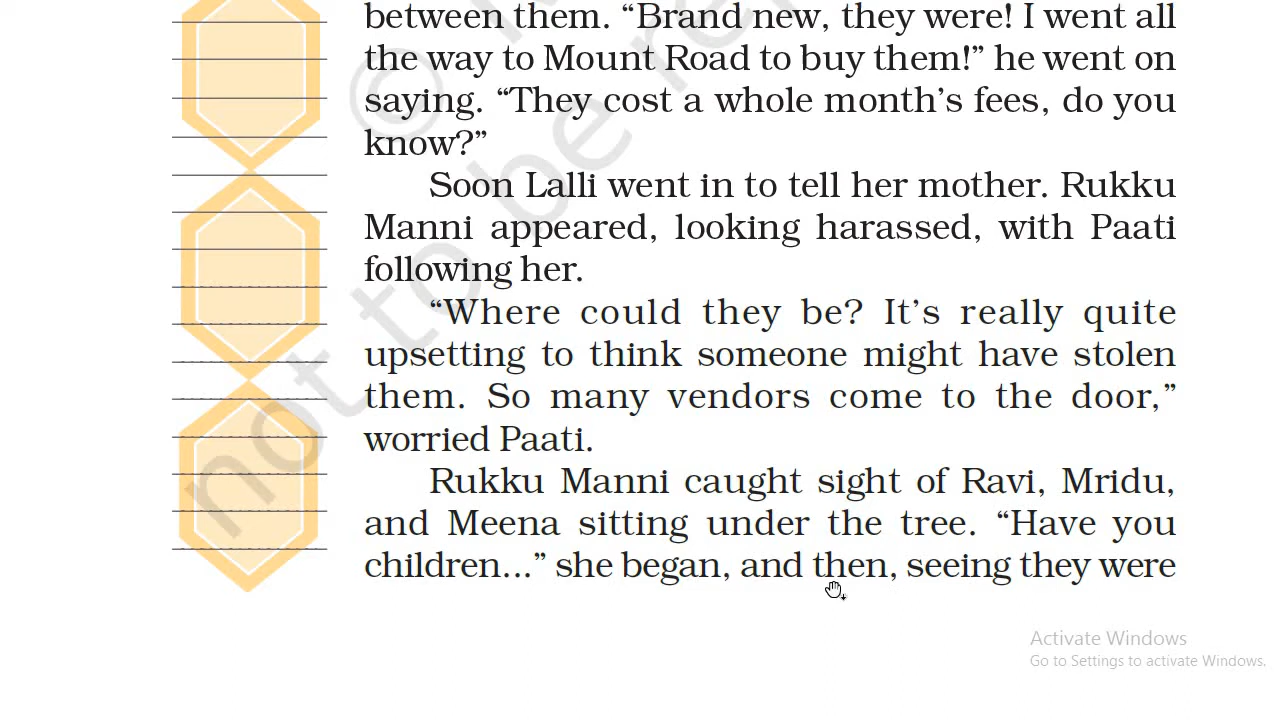 between them. “Brand new, they were! I went all
the way to Mount Road to buy them!” he went on
saying. “They cost a whole month’s fees, do you
know?”
Soon Lalli went in to tell her mother. Rukku
Manni appeared, looking harassed, with Paati
following her.
“Where could they be? It’s really quite
upsetting to think someone might have stolen
them. So many vendors come to the door,”
worried Paati.
Rukku Manni caught sight of Ravi, Mridu,
and Meena sitting under the tree. “Have you
children...” she began, and then, seeing they were
not to be re
Activate Windows
Go to Settings to activate Windows.